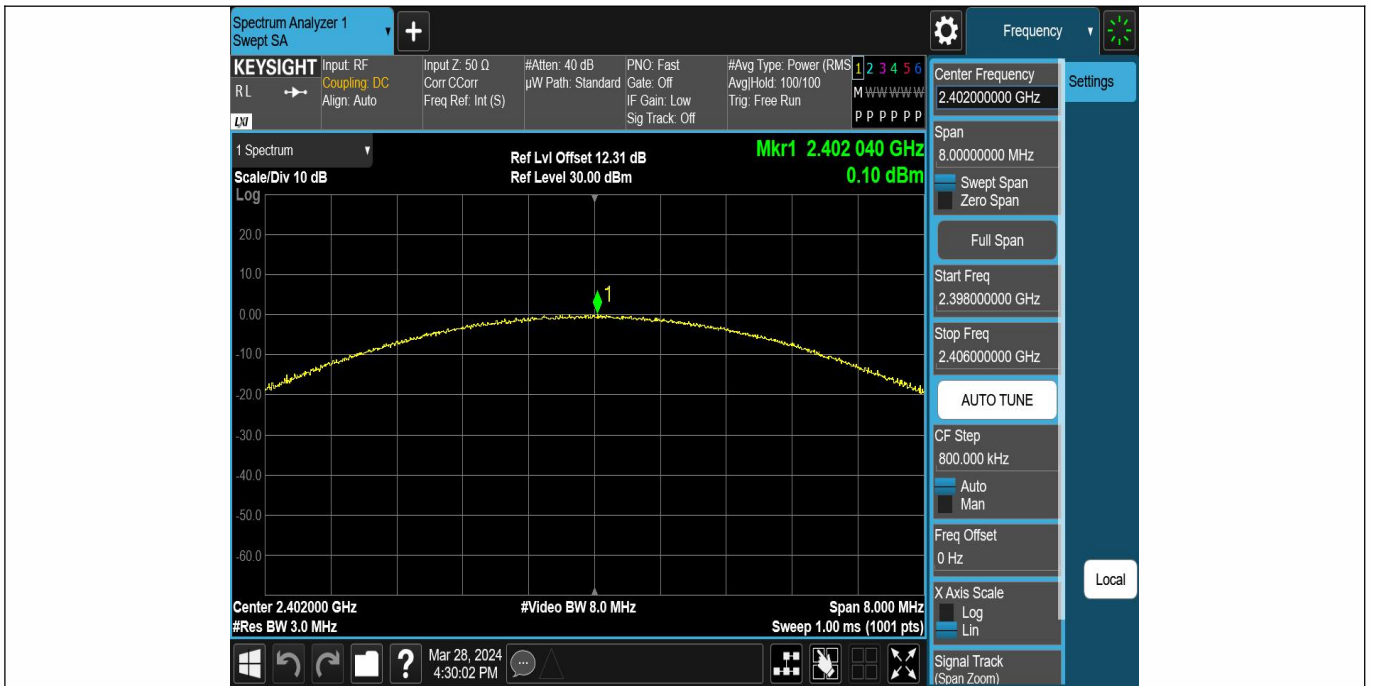 Spectrum Analyzer 1
Swept SA
+
Frequency
KEYSIGHT
RL
LXI
Input: RF
Coupling: DC
Align: Auto
Input Z: 50 Ω
Corr CCorr
Freq Ref: Int (S)
#Atten: 40 dB
µW Path: Standard
PNO: Fast
Gate: Off
IF Gain: Low
Sig Track: Off
#Avg Type: Power (RMS
Avg|Hold: 100/100
Trig: Free Run
1 2 3 4 5 6
M W W W W W
P P P P P P
1 Spectrum
Scale/Div 10 dB
Ref Lvl Offset 12.31 dB
Ref Level 30.00 dBm
Mkr1 2.402 040 GHz
0.10 dBm
Log
20.0
10.0
0.00
-10.0
-20.0
-30.0
-40.0
-50.0
-60.0
1
Center 2.402000 GHz
#Res BW 3.0 MHz
#Video BW 8.0 MHz
Span 8.000 MHz
Sweep 1.00 ms (1001 pts)
Mar 28, 2024
4:30:02 PM
Center Frequency
2.402000000 GHz
Settings
Span
8.00000000 MHz
Swept Span
Zero Span
Full Span
Start Freq
2.398000000 GHz
Stop Freq
2.406000000 GHz
AUTO TUNE
CF Step
800.000 kHz
Auto
Man
Freq Offset
0 Hz
X Axis Scale
Log
Lin
Signal Track
(Span Zoom)
Local